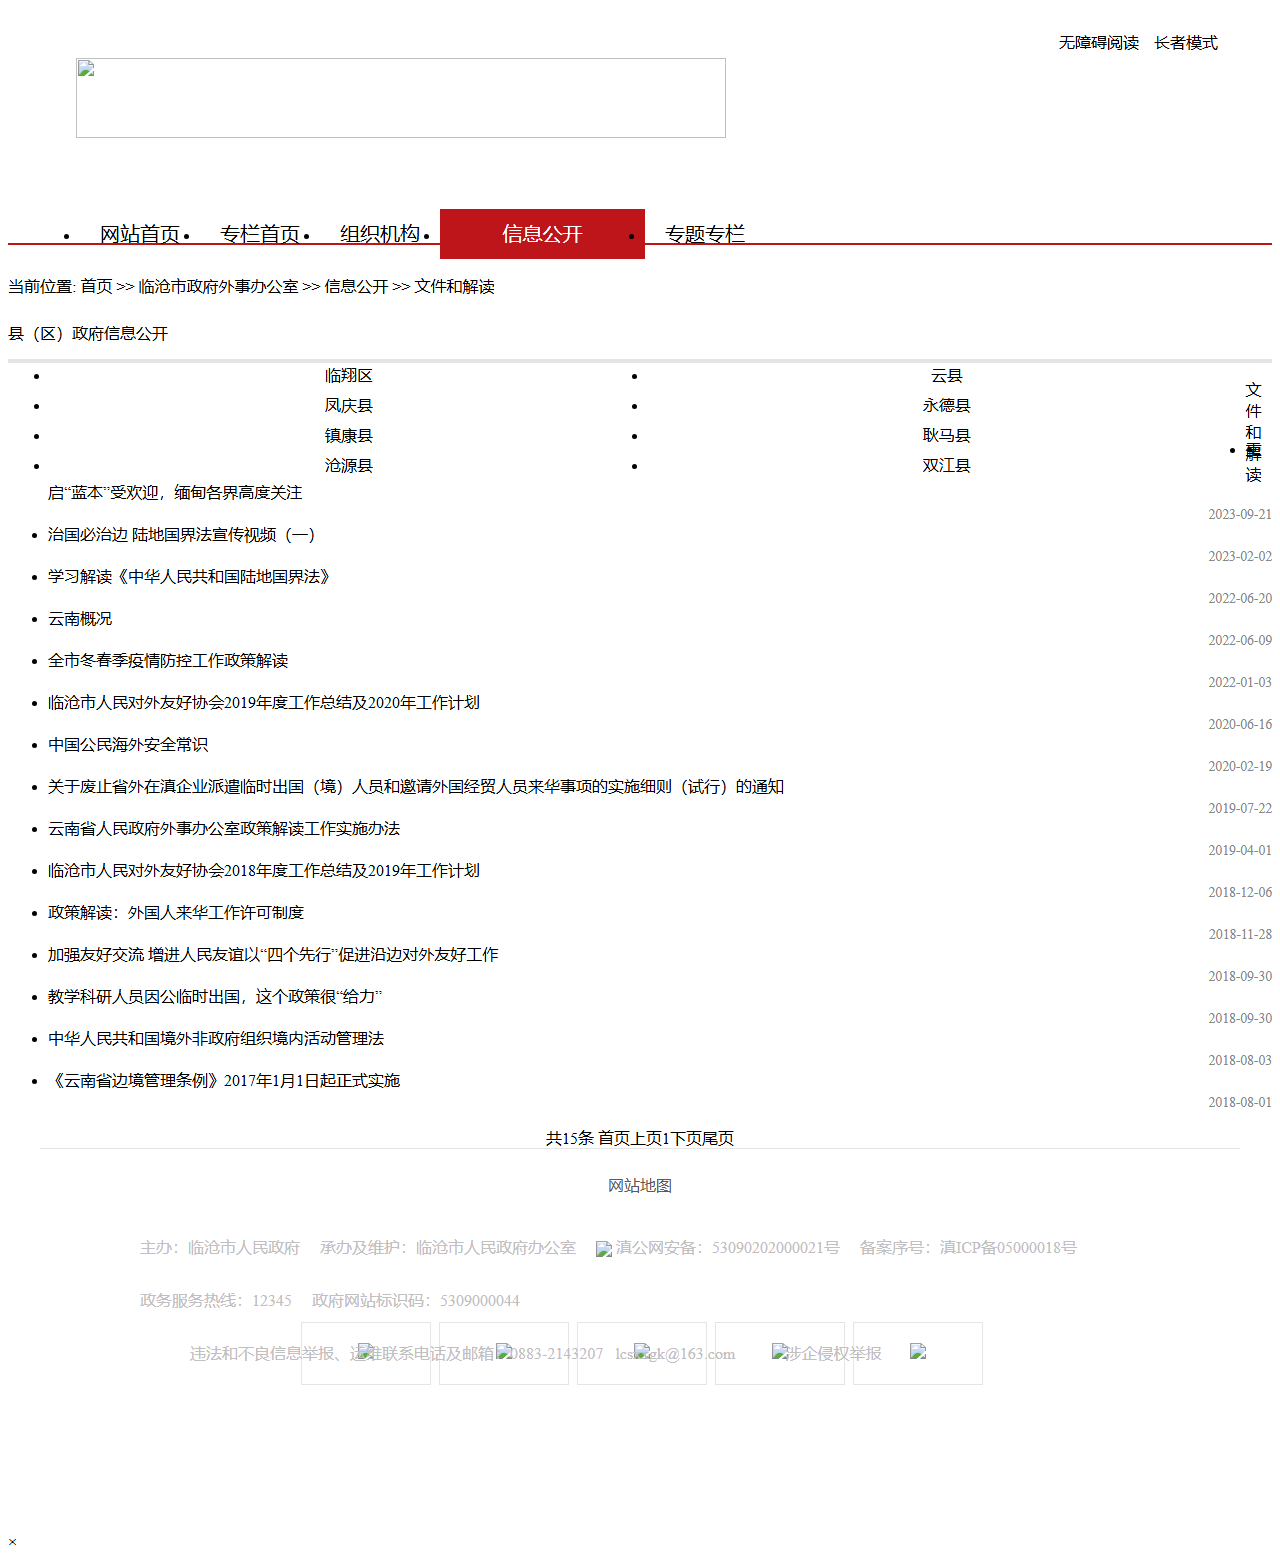 无障碍阅读 长者模式
网站首页 专栏首页 组织机构 信息公开 专题专栏
当前位置: 首页 >> 临沧市政府外事办公室 >> 信息公开 >> 文件和解读
县（区）政府信息公开
临翔区 云县
凤庆县 永德县
镇康县 耿马县
沧源县 双江县
文件和解读
启“蓝本”受欢迎，缅甸各界高度关注
2023-09-21
治国必治边 陆地国界法宣传视频（一）
2023-02-02
学习解读《中华人民共和国陆地国界法》
2022-06-20
云南概况
2022-06-09
全市冬春季疫情防控工作政策解读
2022-01-03
临沧市人民对外友好协会2019年度工作总结及2020年工作计划
2020-06-16
中国公民海外安全常识
2020-02-19
关于废止省外在滇企业派遣临时出国（境）人员和邀请外国经贸人员来华事项的实施细则（试行）的通知
2019-07-22
云南省人民政府外事办公室政策解读工作实施办法
2019-04-01
临沧市人民对外友好协会2018年度工作总结及2019年工作计划
2018-12-06
政策解读：外国人来华工作许可制度
2018-11-28
加强友好交流 增进人民友谊以“四个先行”促进沿边对外友好工作
2018-09-30
教学科研人员因公临时出国，这个政策很“给力”
2018-09-30
中华人民共和国境外非政府组织境内活动管理法
2018-08-03
《云南省边境管理条例》2017年1月1日起正式实施
2018-08-01
共15条 首页上页1下页尾页
网站地图
主办：临沧市人民政府 承办及维护：临沧市人民政府办公室 滇公网安备：53090202000021号 备案序号：滇ICP备05000018号
政务服务热线：12345 政府网站标识码：5309000044
违法和不良信息举报、运维联系电话及邮箱：0883-2143207 @163.com 涉企侵权举报
×